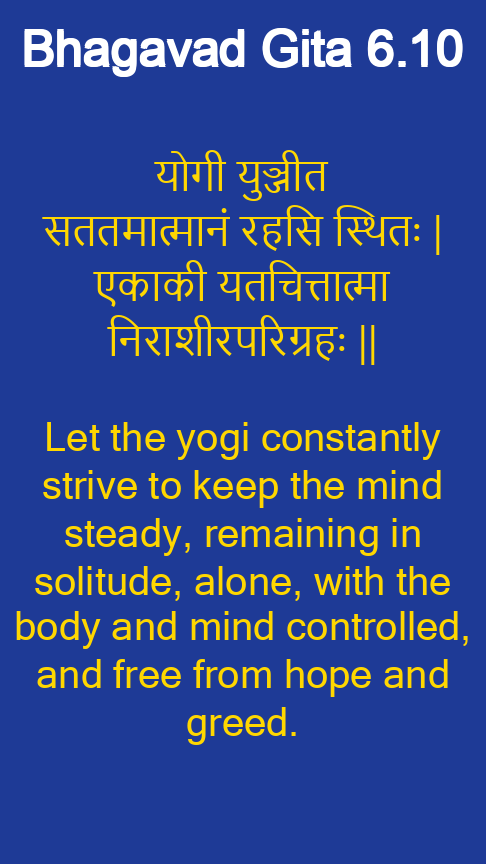 Bhagavad Gita 6.10
योगी युञ्जीत
सततमात्मानं रहसि स्थितः |
एकाकी यतचित्तात्मा
निराशीरपरिग्रहः ||
Let the yogi constantly
strive to keep the mind
steady, remaining in
solitude, alone, with the
body and mind controlled,
and free from hope and
greed.